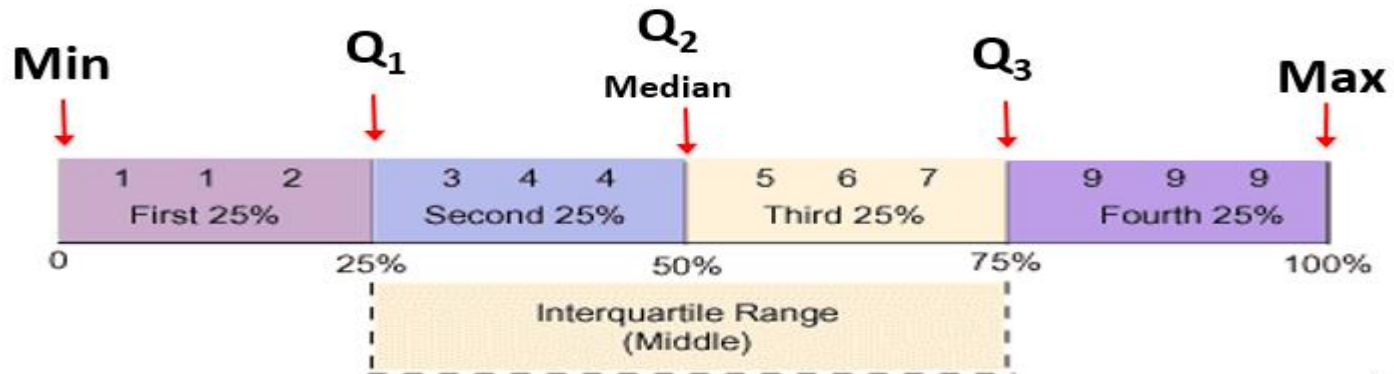 Min
Q1
Q2
Median
Q3
Max
1 1 2
First 25%
3 4 4
Second 25%
5 6 7
Third 25%
9 9 9
Fourth 25%
0
25%
50%
75%
100%
Interquartile Range
(Middle)